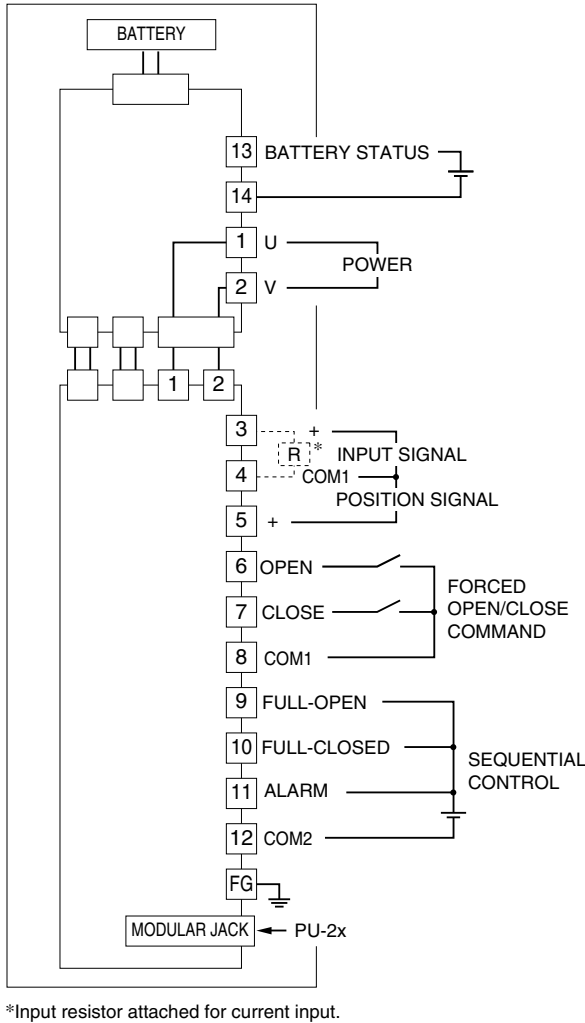 BATTERY
13 BATTERY STATUS
14
1 U
POWER
2 V
1 2
3 +
R * INPUT SIGNAL
4 COM1
POSITION SIGNAL
5 +
6 OPEN
FORCED
7 CLOSE OPEN/CLOSE
COMMAND
8 COM1
9 FULL-OPEN
10 FULL-CLOSED
SEQUENTIAL
CONTROL
11 ALARM
12 COM2
FG
MODULAR JACK PU-2x
*Input resistor attached for current input.